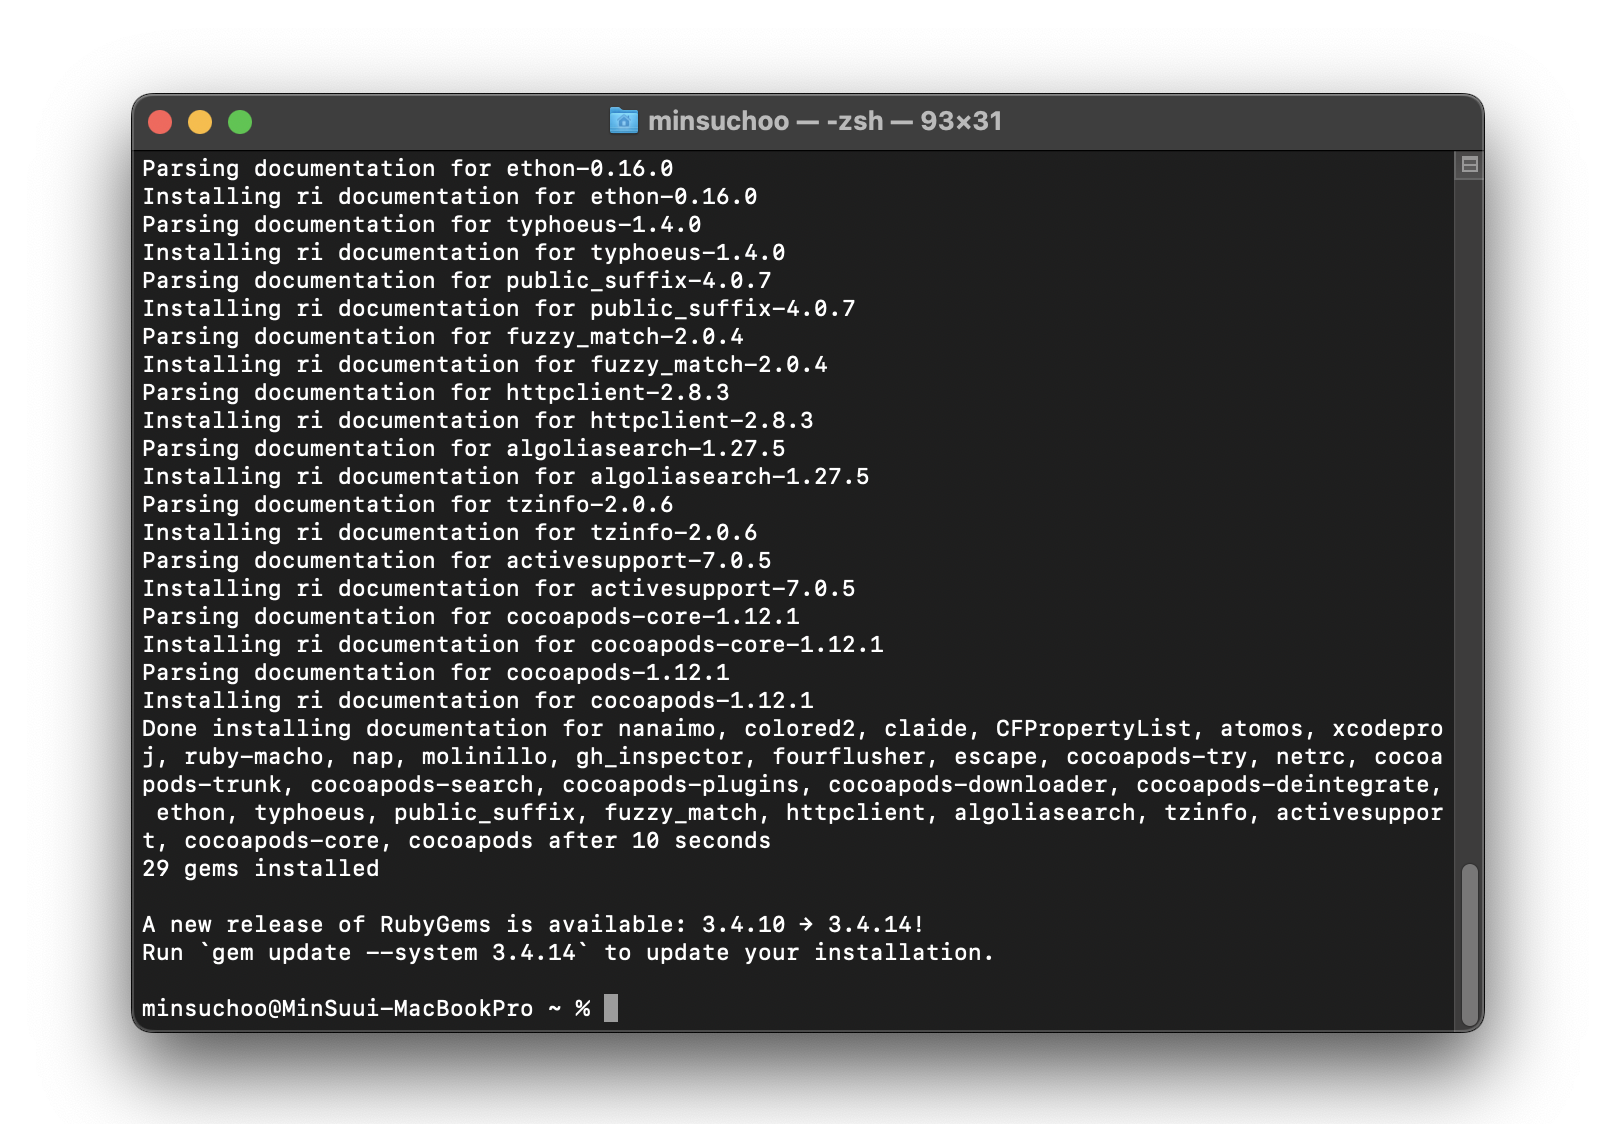 minsuchoo — -zsh — 93×31
Parsing documentation for ethon-0.16.0
Installing ri documentation for ethon-0.16.0
Parsing documentation for typhoeus-1.4.0
Installing ri documentation for typhoeus-1.4.0
Parsing documentation for public_suffix-4.0.7
Installing ri documentation for public_suffix-4.0.7
Parsing documentation for fuzzy_match-2.0.4
Installing ri documentation for fuzzy_match-2.0.4
Parsing documentation for httpclient-2.8.3
Installing ri documentation for httpclient-2.8.3
Parsing documentation for algoliasearch-1.27.5
Installing ri documentation for algoliasearch-1.27.5
Parsing documentation for tzinfo-2.0.6
Installing ri documentation for tzinfo-2.0.6
Parsing documentation for activesupport-7.0.5
Installing ri documentation for activesupport-7.0.5
Parsing documentation for cocoapods-core-1.12.1
Installing ri documentation for cocoapods-core-1.12.1
Parsing documentation for cocoapods-1.12.1
Installing ri documentation for cocoapods-1.12.1
Done installing documentation for nanaimo, colored2, claide, CFPropertyList, atomos, xcodepro
j, ruby-macho, nap, molinillo, gh_inspector, fourflusher, escape, cocoapods-try, netrc, cocoa
pods-trunk, cocoapods-search, cocoapods-plugins, cocoapods-downloader, cocoapods-deintegrate,
 ethon, typhoeus, public_suffix, fuzzy_match, httpclient, algoliasearch, tzinfo, activesuppor
t, cocoapods-core, cocoapods after 10 seconds
29 gems installed
A new release of RubyGems is available: 3.4.10 → 3.4.14!
Run `gem update --system 3.4.14` to update your installation.
minsuchoo@MinSuui-MacBookPro ~ %